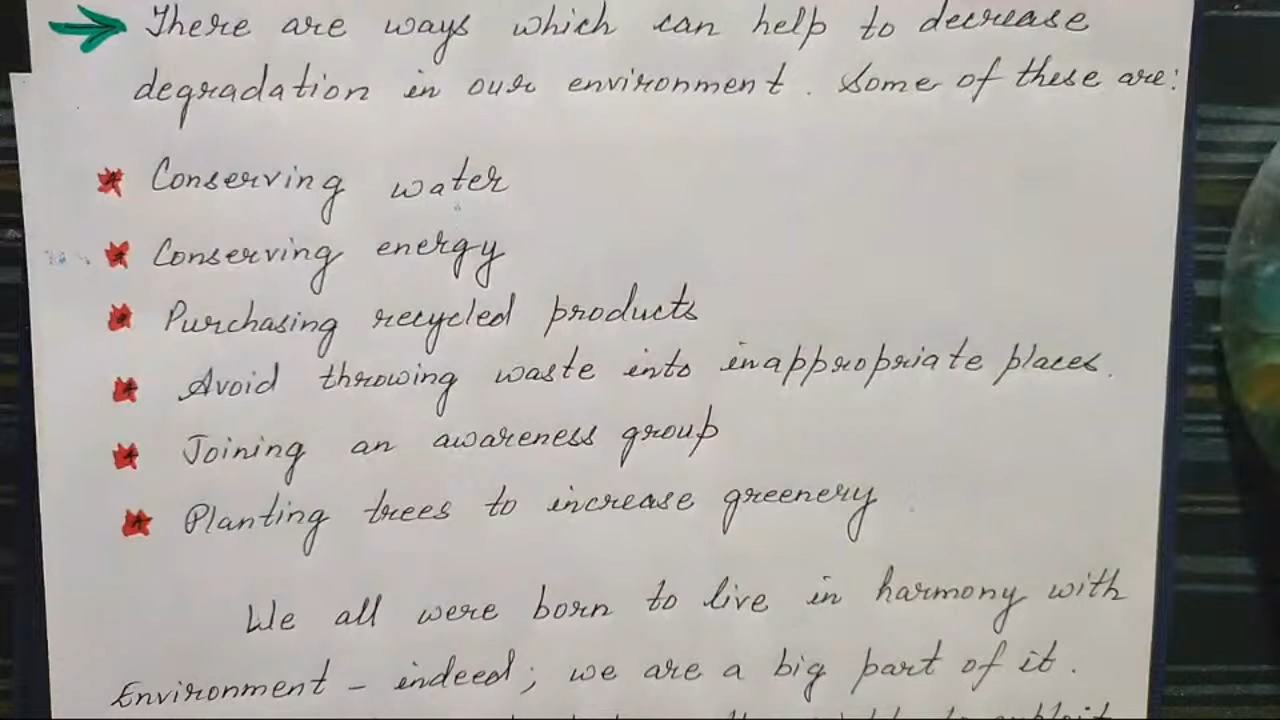 There are ways which can help to decrease
degradation in our environment. Some of these are:
Conserving water
Conserving energy
Purchasing recycled products
Avoid throwing waste into inappropriate places.
Joining an awareness group
Planting trees to increase greenery
We all were born to live in harmony with
Environment - indeed; we are a big part of it.